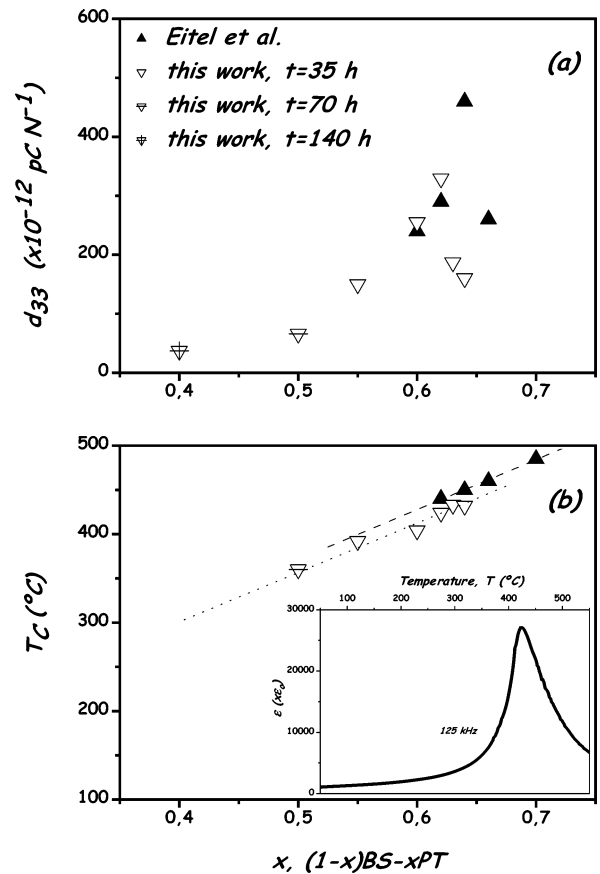 600
400
200
0
0,4
0,5
0,6
0,7
d33 (x10-12 pC N-1)
Eitel et al.
this work, t=35 h
this work, t=70 h
this work, t=140 h
(a)
500
400
300
200
100
0,4
0,5
0,6
0,7
TC (°C)
(b)
Temperature, T (°C)
100
200
300
400
500
30000
20000
10000
0
ε (xε0)
125 kHz
x, (1-x)BS-xPT